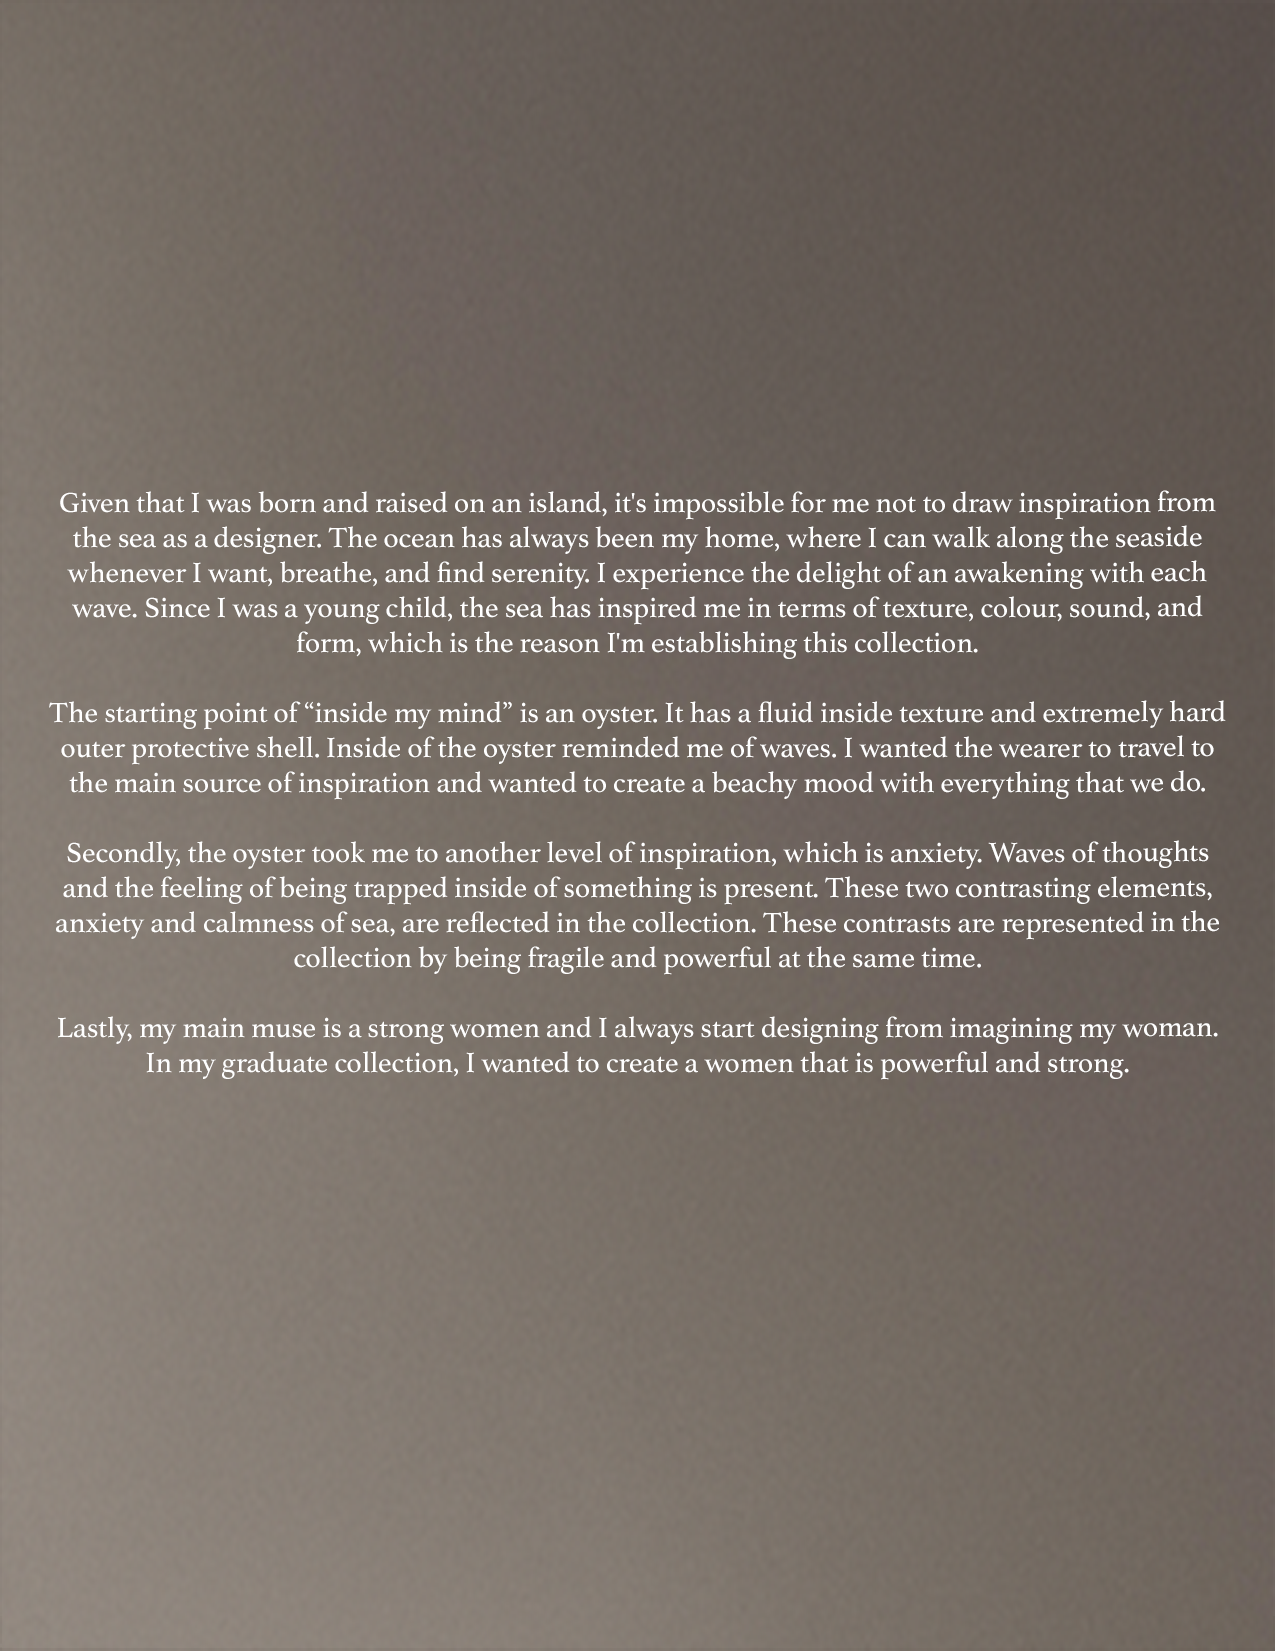 Given that I was born and raised on an island, it's impossible for me not to draw inspiration from
the sea as a designer. The ocean has always been my home, where I can walk along the seaside
whenever I want, breathe, and find serenity. I experience the delight of an awakening with each
wave. Since I was a young child, the sea has inspired me in terms of texture, colour, sound, and
form, which is the reason I'm establishing this collection.
The starting point of “inside my mind” is an oyster. It has a fluid inside texture and extremely hard
outer protective shell. Inside of the oyster reminded me of waves. I wanted the wearer to travel to
the main source of inspiration and wanted to create a beachy mood with everything that we do.
Secondly, the oyster took me to another level of inspiration, which is anxiety. Waves of thoughts
and the feeling of being trapped inside of something is present. These two contrasting elements,
anxiety and calmness of sea, are reflected in the collection. These contrasts are represented in the
collection by being fragile and powerful at the same time.
Lastly, my main muse is a strong women and I always start designing from imagining my woman.
In my graduate collection, I wanted to create a women that is powerful and strong.